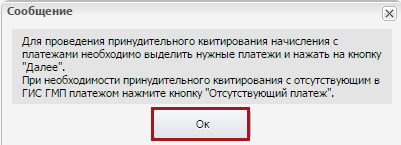 Сообщение
Для проведения принудительного квитирования начисления с
платежами необходимо выделить нужные платежи и нажать на кнопку
"Далее".
При необходимости принудительного квитирования с отсутствующим в
ГИС ГМП платежом нажмите кнопку "Отсутствующий платеж".
Ок